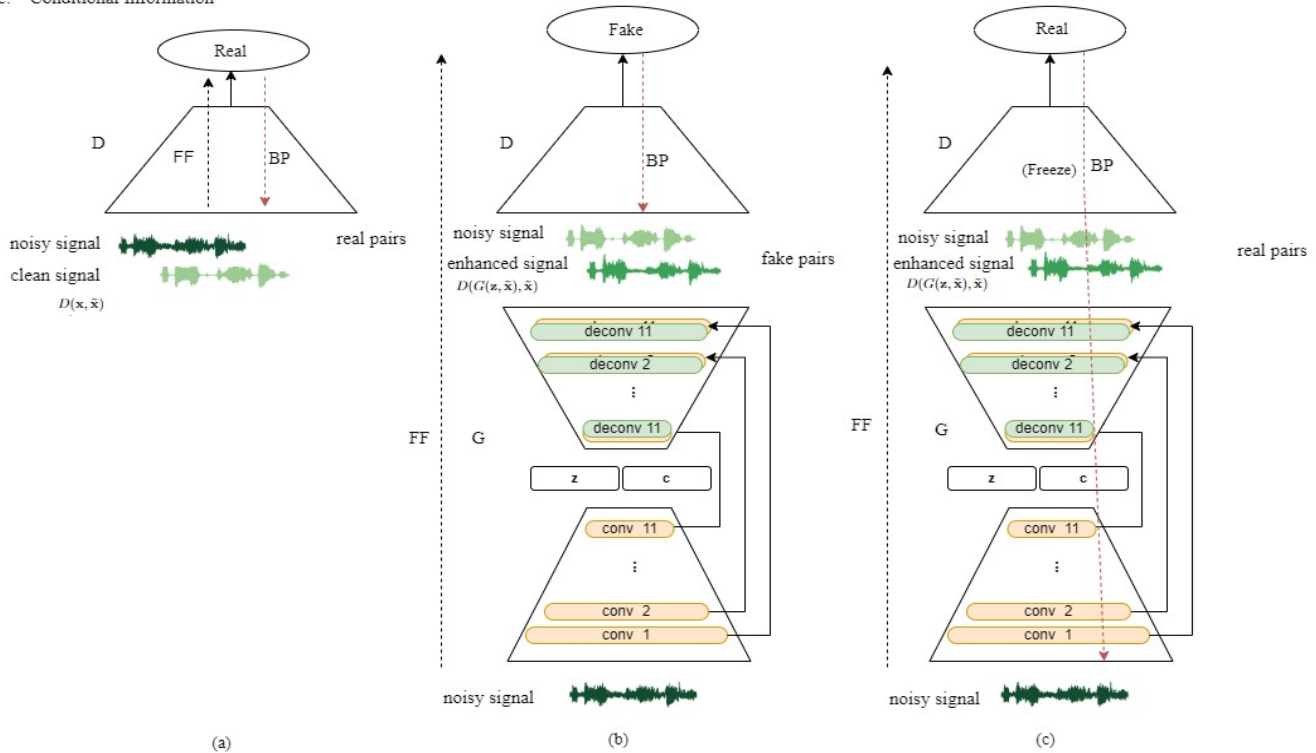 Conditional Information
Real
D
FF
BP
noisy signal
clean signal
real pairs
D(x, x̃)
(a)
Fake
D
BP
noisy signal
enhanced signal
D(G(z, x̃), x̃)
fake pairs
deconv 11
deconv 2
⋮
deconv 11
FF
G
z
c
conv 11
⋮
conv 2
conv 1
noisy signal
(b)
Real
D
(Freeze)
BP
noisy signal
enhanced signal
D(G(z, x̃), x̃)
real pairs
deconv 11
deconv 2
⋮
deconv 11
FF
G
z
c
conv 11
⋮
conv 2
conv 1
noisy signal
(c)